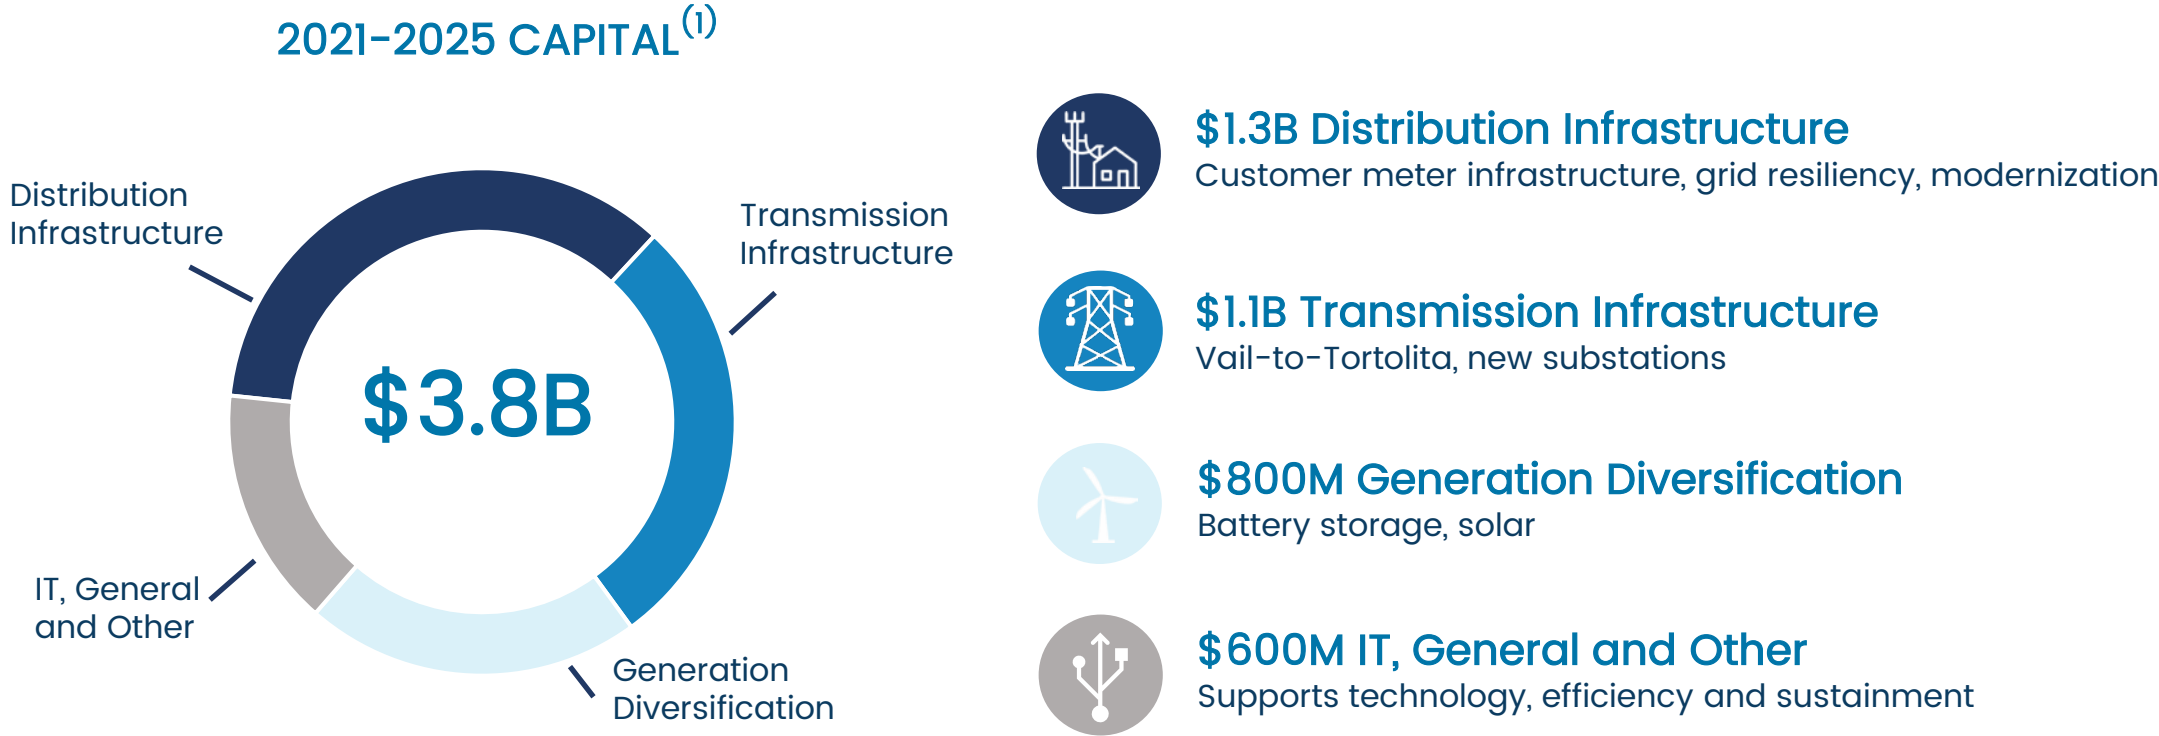 2021-2025 CAPITAL(1)
Distribution
Infrastructure
Transmission
Infrastructure
$3.8B
IT, General
and Other
Generation
Diversification
$1.3B Distribution Infrastructure
Customer meter infrastructure, grid resiliency, modernization
$1.1B Transmission Infrastructure
Vail-to-Tortolita, new substations
$800M Generation Diversification
Battery storage, solar
$600M IT, General and Other
Supports technology, efficiency and sustainment